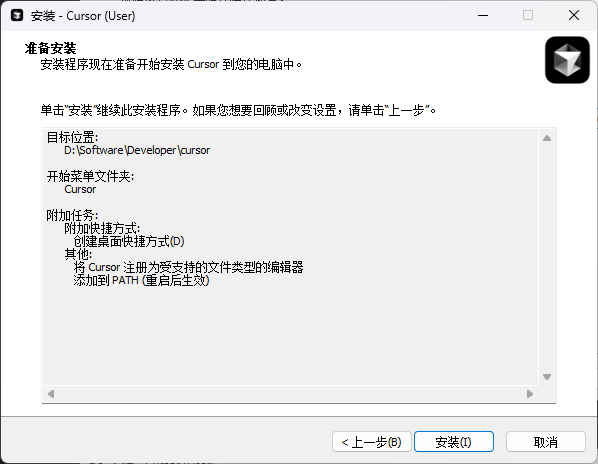 安装 - Cursor (User)
准备安装
安装程序现在准备开始安装 Cursor 到您的电脑中。
单击“安装”继续此安装程序。如果您想要回顾或改变设置，请单击“上一步”。
目标位置:
D:\Software\Developer\cursor
开始菜单文件夹:
Cursor
附加任务:
附加快捷方式:
创建桌面快捷方式(D)
其他:
将 Cursor 注册为受支持的文件类型的编辑器
添加到 PATH (重启后生效)
< 上一步(B)
安装(I)
取消